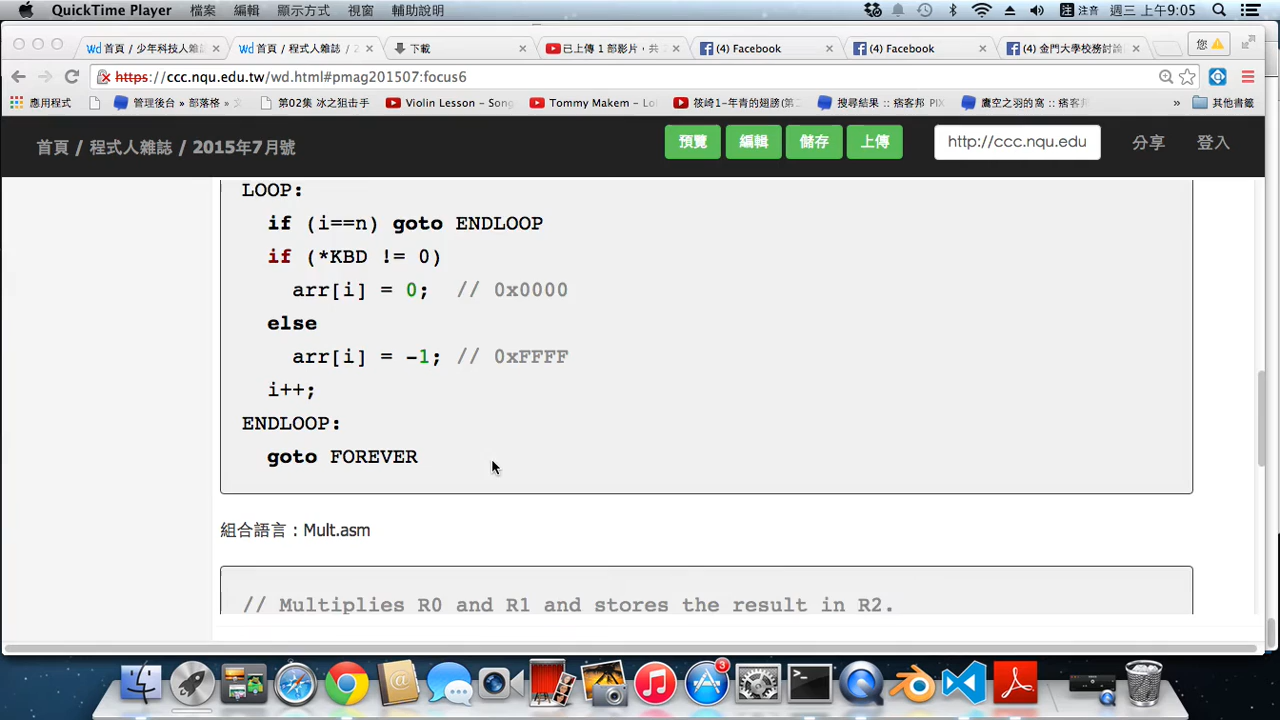 QuickTime Player 檔案 編輯 顯示方式 視窗 輔助說明 注音 週三 上午9:05
首頁 / 少年科技人雜誌 首頁 / 程式人雜誌 / 2 下載 已上傳 1 部影片，共 (4) Facebook (4) Facebook (4) 金門大學校務討論 您
https://ccc.nqu.edu.tw/wd.html#pmag201507:focus6
應用程式 管理後台 » 部落格 » 第02集 冰之狙击手 Violin Lesson – Tommy Makem – 筱崎1-年青的翅膀(第 搜尋結果 :: 痞客邦 PIX 鷹空之羽的窩 :: 痞客 » 其他書籤
首頁 / 程式人雜誌 / 2015年7月號 預覽 編輯 儲存 上傳 http://ccc.nqu.edu 分享 登入
LOOP:
if (i==n) goto ENDLOOP
if (*KBD != 0)
arr[i] = 0; // 0x0000
else
arr[i] = -1; // 0xFFFF
i++;
ENDLOOP:
goto FOREVER
組合語言：Mult.asm
// Multiplies R0 and R1 and stores the result in R2.
3